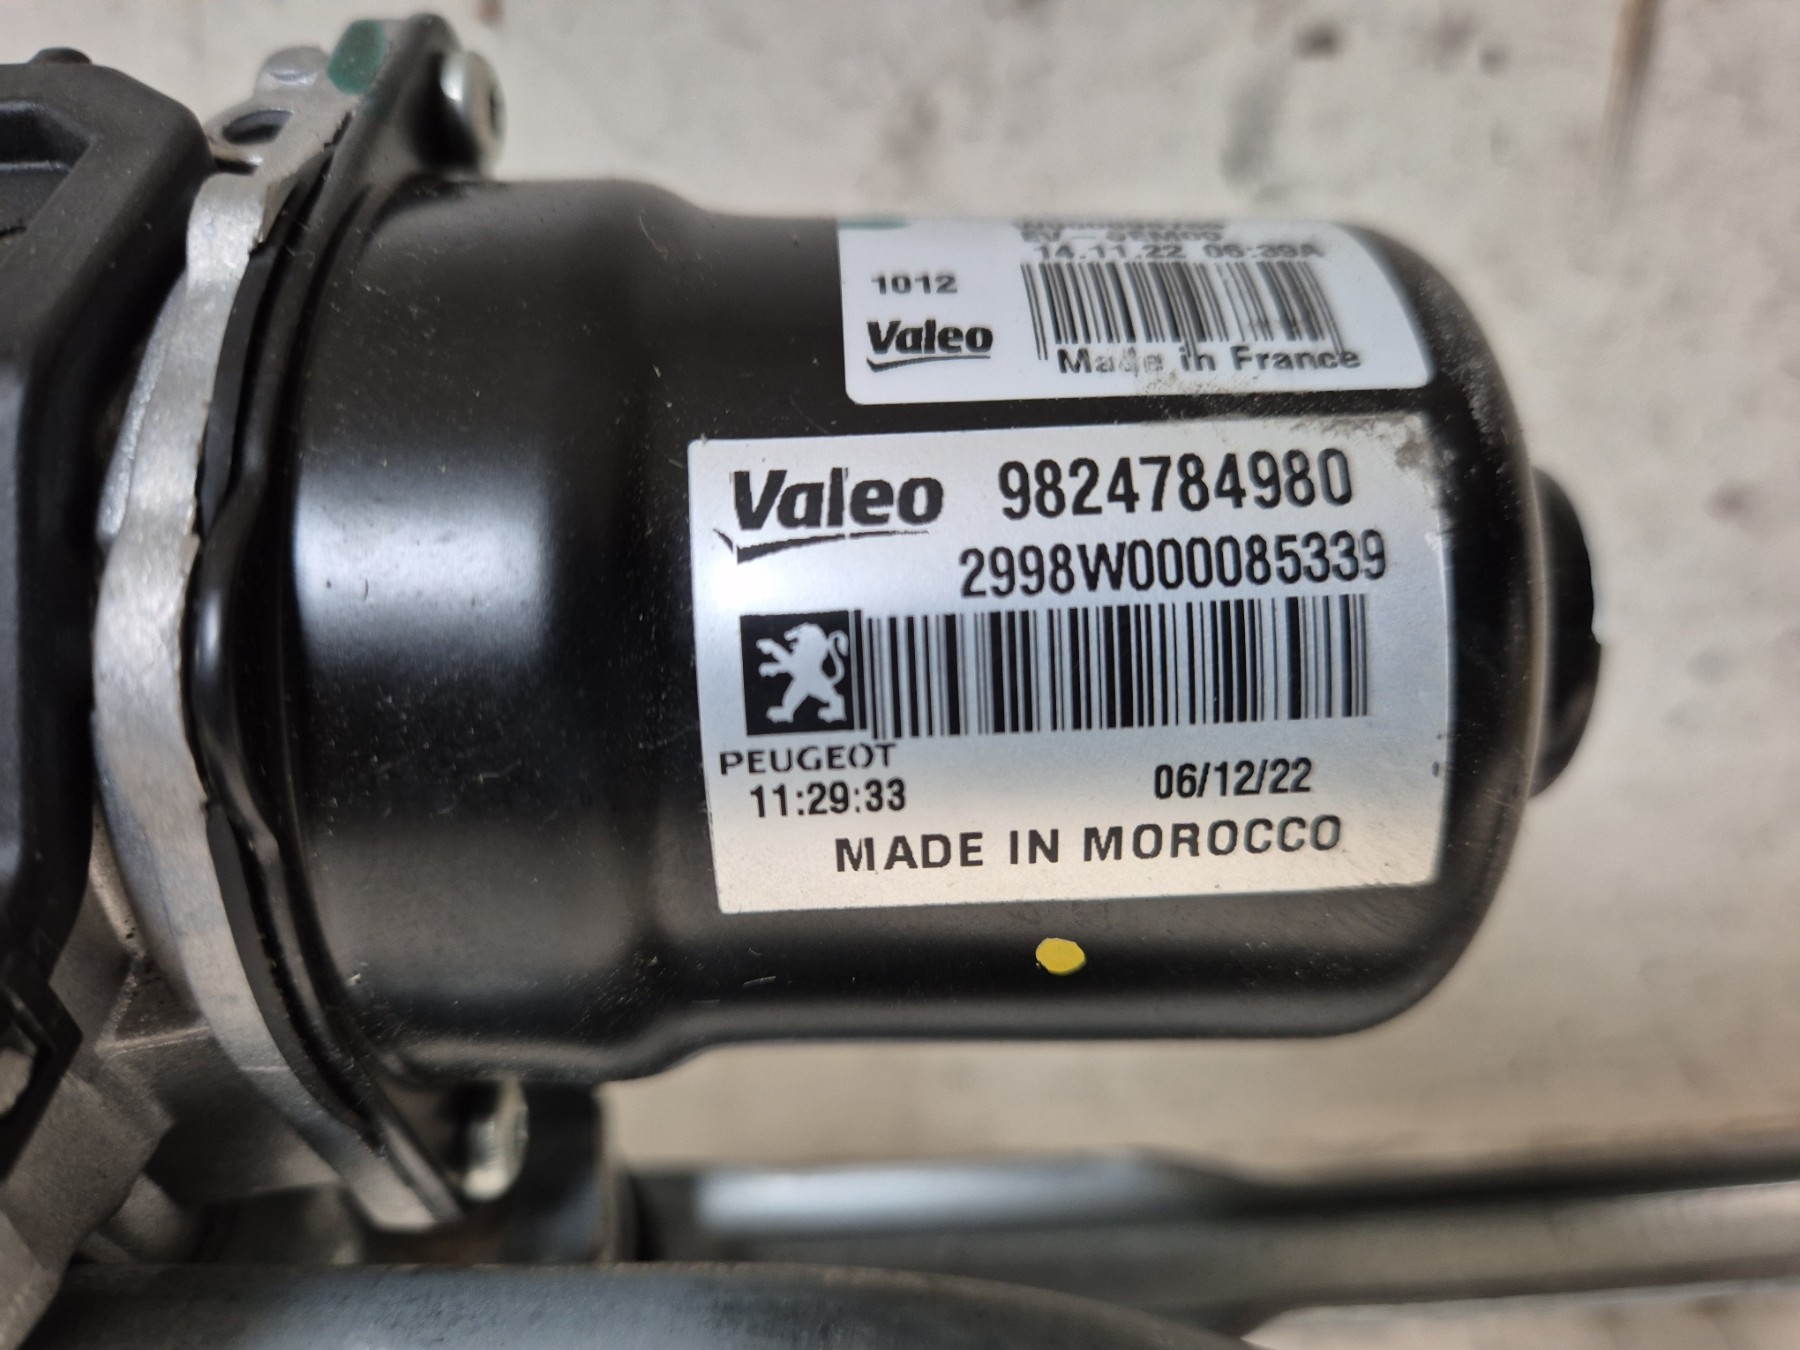 14.11.22 06:39A
1012
Valeo
Made in France
Valeo 9824784980
2998W000085339
PEUGEOT
11:29:33 06/12/22
MADE IN MOROCCO